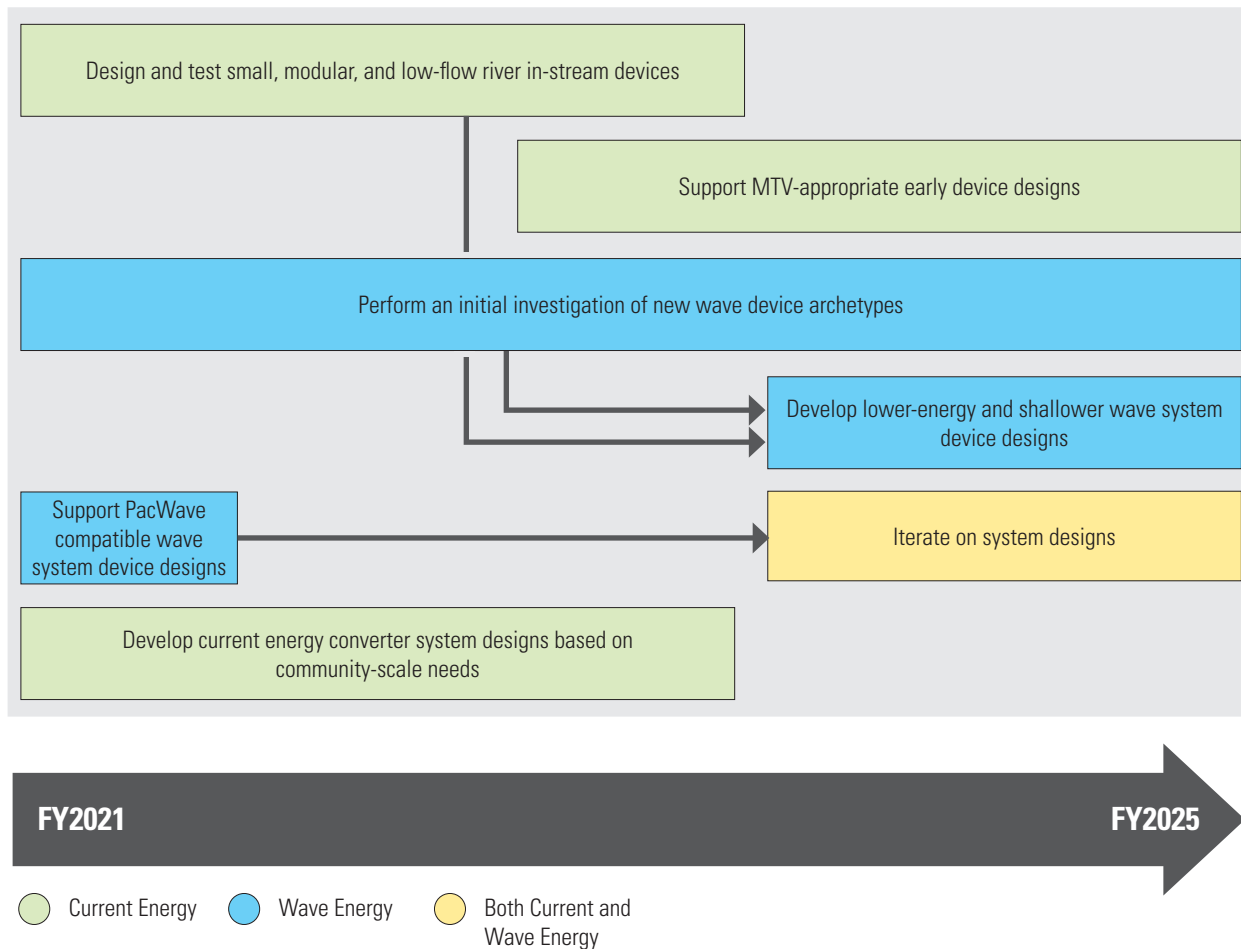 Design and test small, modular, and low-flow river in-stream devices
Support MTV-appropriate early device designs
Perform an initial investigation of new wave device archetypes
Develop lower-energy and shallower wave system
device designs
Support PacWave
compatible wave
system device designs
Iterate on system designs
Develop current energy converter system designs based on
community-scale needs
FY2021
FY2025
Current Energy
Wave Energy
Both Current and
Wave Energy